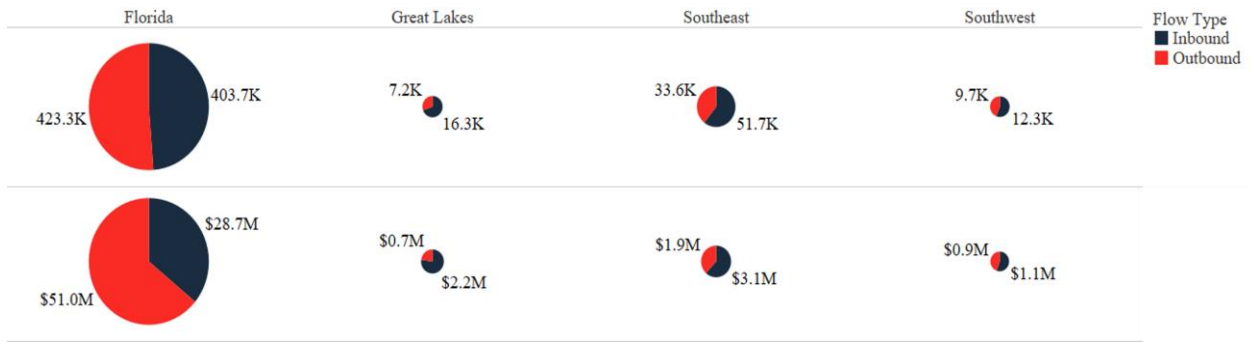 Florida
Great Lakes
Southeast
Southwest
Flow Type
Inbound
Outbound
403.7K
423.3K
7.2K
16.3K
33.6K
51.7K
9.7K
12.3K
$28.7M
$51.0M
$0.7M
$2.2M
$1.9M
$3.1M
$0.9M
$1.1M